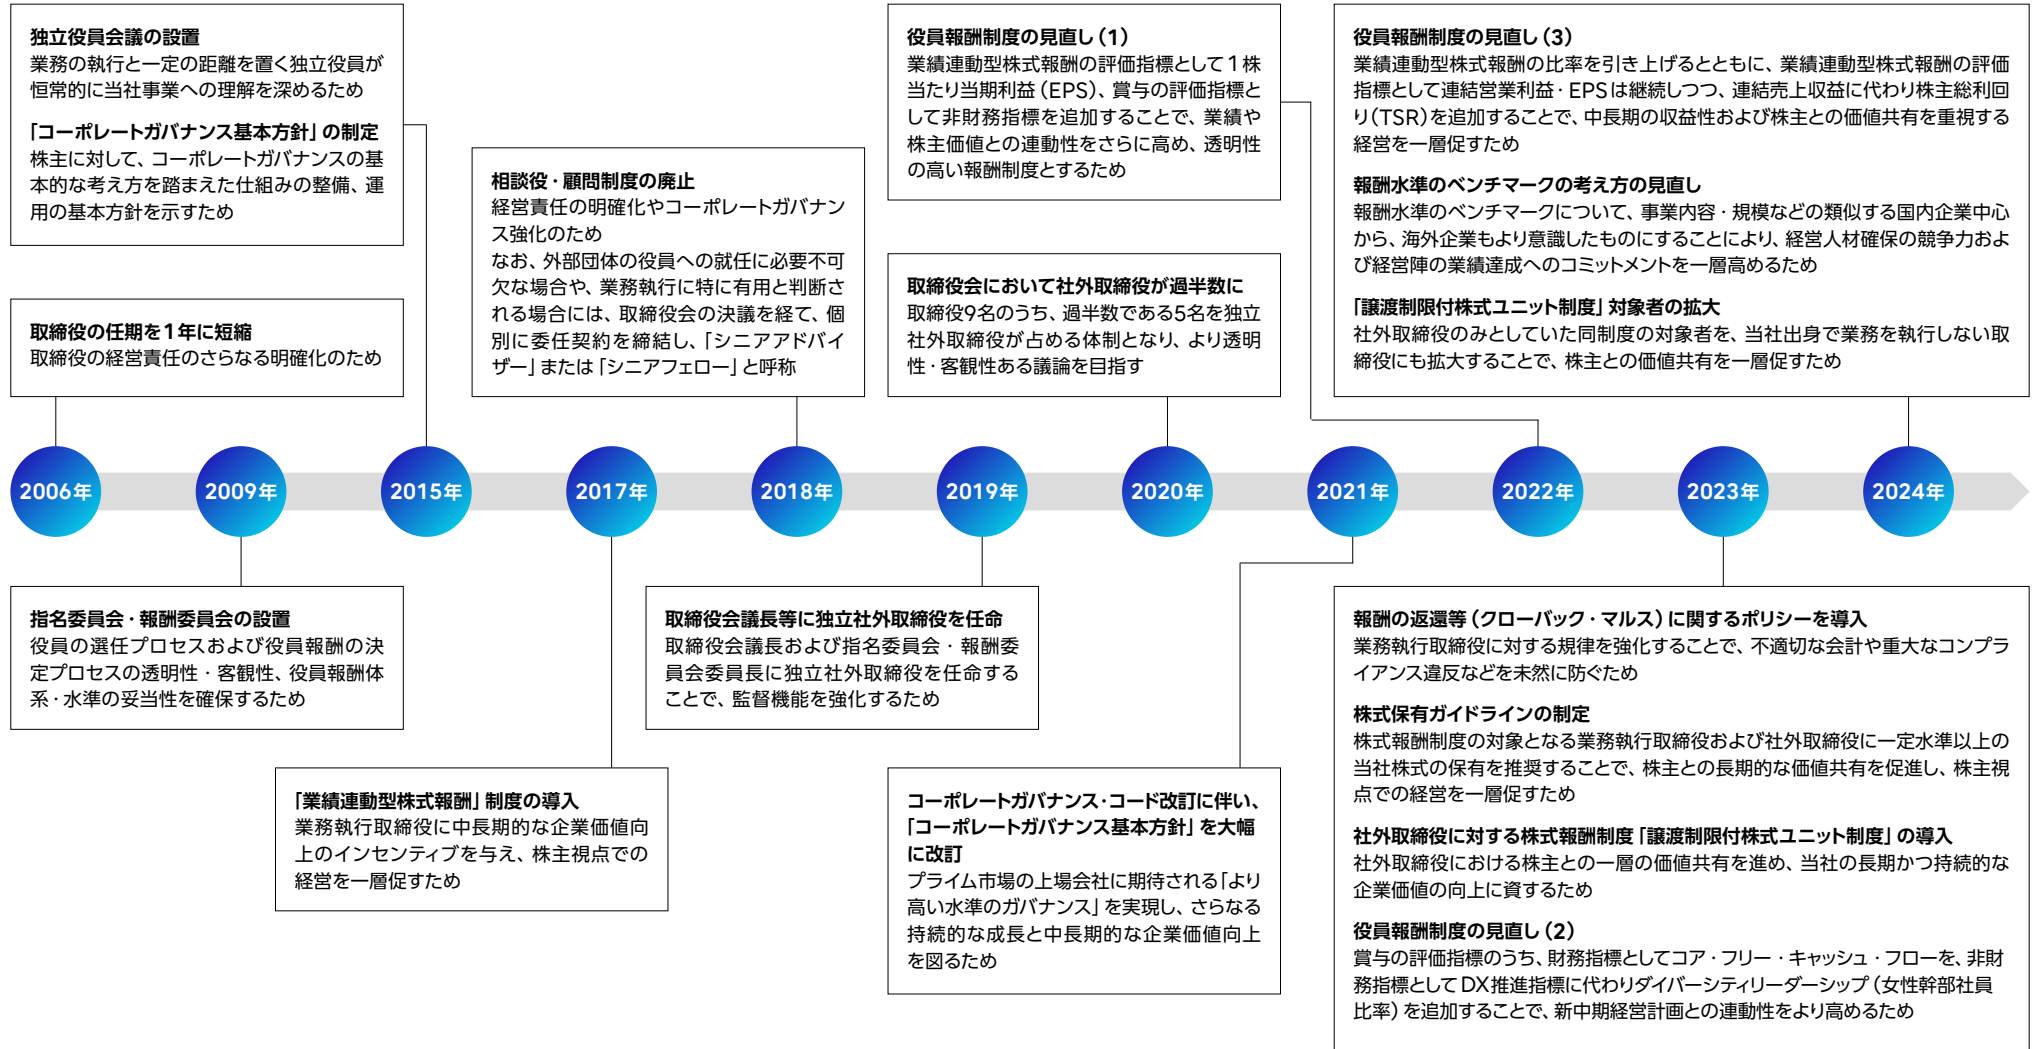 独立役員会議の設置
業務の執行と一定の距離を置く独立役員が
恒常的に当社事業への理解を深めるため
「コーポレートガバナンス基本方針」の制定
株主に対して、コーポレートガバナンスの基
本的な考え方を踏まえた仕組みの整備、運
用の基本方針を示すため
取締役の任期を1年に短縮
取締役の経営責任のさらなる明確化のため
相談役・顧問制度の廃止
経営責任の明確化やコーポレートガバナン
ス強化のため
なお、外部団体の役員への就任に必要不可
欠な場合や、業務執行に特に有用と判断さ
れる場合には、取締役会の決議を経て、個
別に委任契約を締結し、「シニアアドバイ
ザー」または「シニアフェロー」と呼称
役員報酬制度の見直し(1)
業績連動型株式報酬の評価指標として1株
当たり当期利益(EPS)、賞与の評価指標と
して非財務指標を追加することで、業績や
株主価値との連動性をさらに高め、透明性
の高い報酬制度とするため
取締役会において社外取締役が過半数に
取締役9名のうち、過半数である5名を独立
社外取締役が占める体制となり、より透明
性・客観性ある議論を目指す
役員報酬制度の見直し(3)
業績連動型株式報酬の比率を引き上げるとともに、業績連動型株式報酬の評価
指標として連結営業利益・EPSは継続しつつ、連結売上収益に代わり株主総利回
り(TSR)を追加することで、中長期の収益性および株主との価値共有を重視する
経営を一層促すため
報酬水準のベンチマークの考え方の見直し
報酬水準のベンチマークについて、事業内容・規模などの類似する国内企業中心
から、海外企業もより意識したものにすることにより、経営人材確保の競争力およ
び経営陣の業績達成へのコミットメントを一層高めるため
「譲渡制限付株式ユニット制度」対象者の拡大
社外取締役のみとしていた同制度の対象者を、当社出身で業務を執行しない取
締役にも拡大することで、株主との価値共有を一層促すため
2006年
2009年
2015年
2017年
2018年
2019年
2020年
2021年
2022年
2023年
2024年
指名委員会・報酬委員会の設置
役員の選任プロセスおよび役員報酬の決
定プロセスの透明性・客観性、役員報酬体
系・水準の妥当性を確保するため
「業績連動型株式報酬」制度の導入
業務執行取締役に中長期的な企業価値向
上のインセンティブを与え、株主視点での
経営を一層促すため
取締役会議長等に独立社外取締役を任命
取締役会議長および指名委員会・報酬委
員会委員長に独立社外取締役を任命する
ことで、監督機能を強化するため
コーポレートガバナンス・コード改訂に伴い、
「コーポレートガバナンス基本方針」を大幅
に改訂
プライム市場の上場会社に期待される「より
高い水準のガバナンス」を実現し、さらなる
持続的な成長と中長期的な企業価値向上
を図るため
報酬の返還等(クローバック・マルス)に関するポリシーを導入
業務執行取締役に対する規律を強化することで、不適切な会計や重大なコンプラ
イアンス違反などを未然に防ぐため
株式保有ガイドラインの制定
株式報酬制度の対象となる業務執行取締役および社外取締役に一定水準以上の
当社株式の保有を推奨することで、株主との長期的な価値共有を促進し、株主視
点での経営を一層促すため
社外取締役に対する株式報酬制度「譲渡制限付株式ユニット制度」の導入
社外取締役における株主との一層の価値共有を進め、当社の長期かつ持続的な
企業価値の向上に資するため
役員報酬制度の見直し(2)
賞与の評価指標のうち、財務指標としてコア・フリー・キャッシュ・フローを、非財
務指標としてDX推進指標に代わりダイバーシティリーダーシップ(女性幹部社員
比率)を追加することで、新中期経営計画との連動性をより高めるため